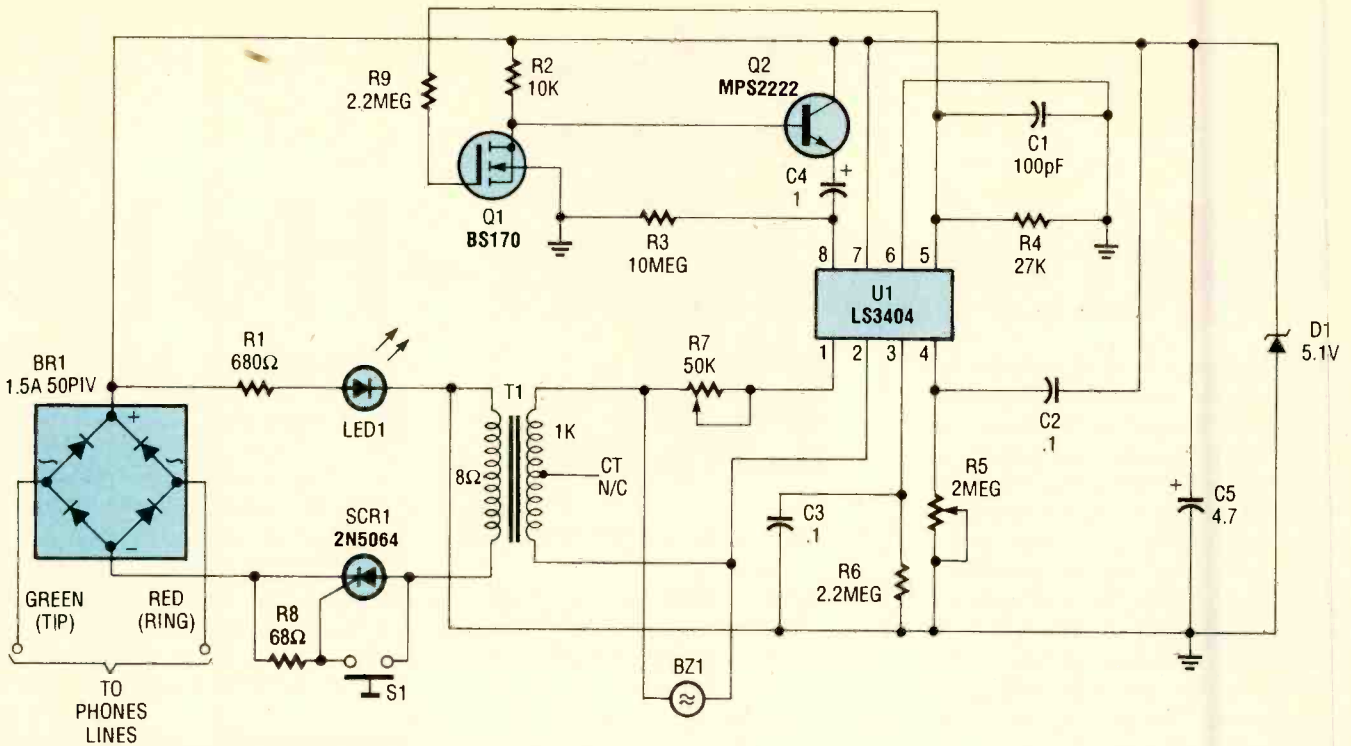 R9
2.2MEG
R2
10K
Q2
MPS2222
C1
100pF
C4
+
1
Q1
BS170
R3
10MEG
R4
27K
8 7 6 5
U1
LS3404
1 2 3 4
D1
5.1V
BR1
1.5A 50PIV
R1
680Ω
LED1
R7
50K
T1
1K
8Ω
CT
N/C
C2
.1
+
~ ~
−
SCR1
2N5064
C3
.1
R5
2MEG
+
C5
4.7
R6
2.2MEG
GREEN
(TIP)
RED
(RING)
R8
68Ω
S1
BZ1
≈
TO
PHONES
LINES